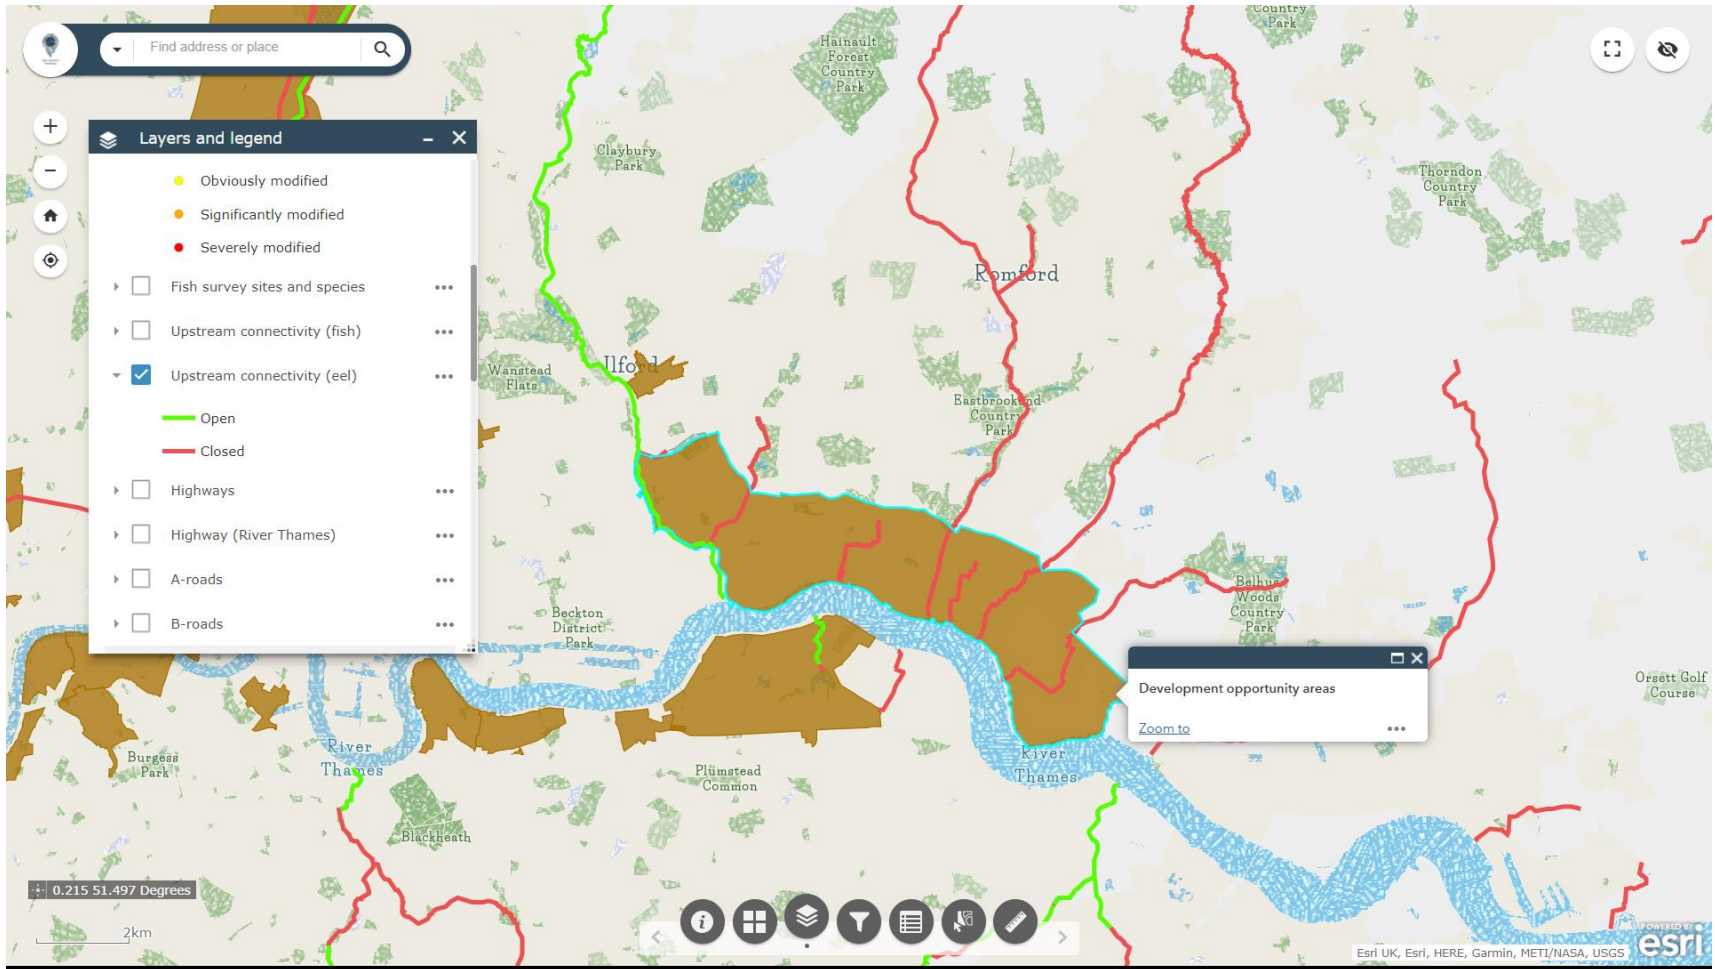 Find address or place
Layers and legend
Obviously modified
Significantly modified
Severely modified
Fish survey sites and species
Upstream connectivity (fish)
Upstream connectivity (eel)
Open
Closed
Highways
Highway (River Thames)
A-roads
B-roads
Country
Park
Hainault
Forest
Country
Park
Claybury
Park
Thorndon
Country
Park
Romford
Ilford
Wanstead
Flats
Eastbrookend
Country
Park
Beckton
District
Park
Belhus
Woods
Country
Park
Development opportunity areas
Zoom to
Orsett Golf
Course
River
Thames
River
Thames
Burgess
Park
Plumstead
Common
Blackheath
0.215 51.497 Degrees
2km
Esri UK, Esri, HERE, Garmin, METI/NASA, USGS
POWERED BY
esri